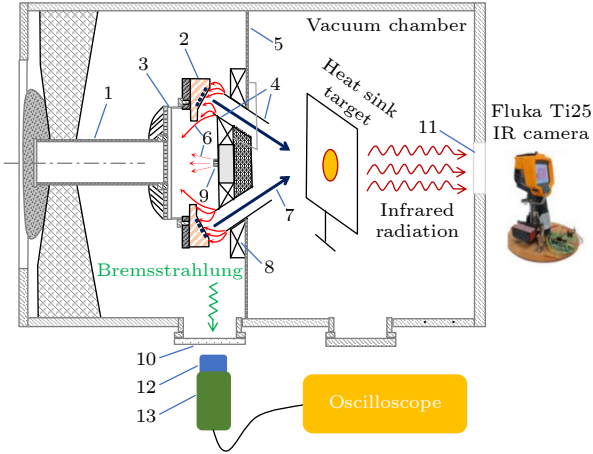 Vacuum chamber
2
5
3
4
1
Heat sink
target
11
Fluka Ti25
IR camera
6
9
7
Infrared
radiation
8
Bremsstrahlung
10
12
13
Oscilloscope